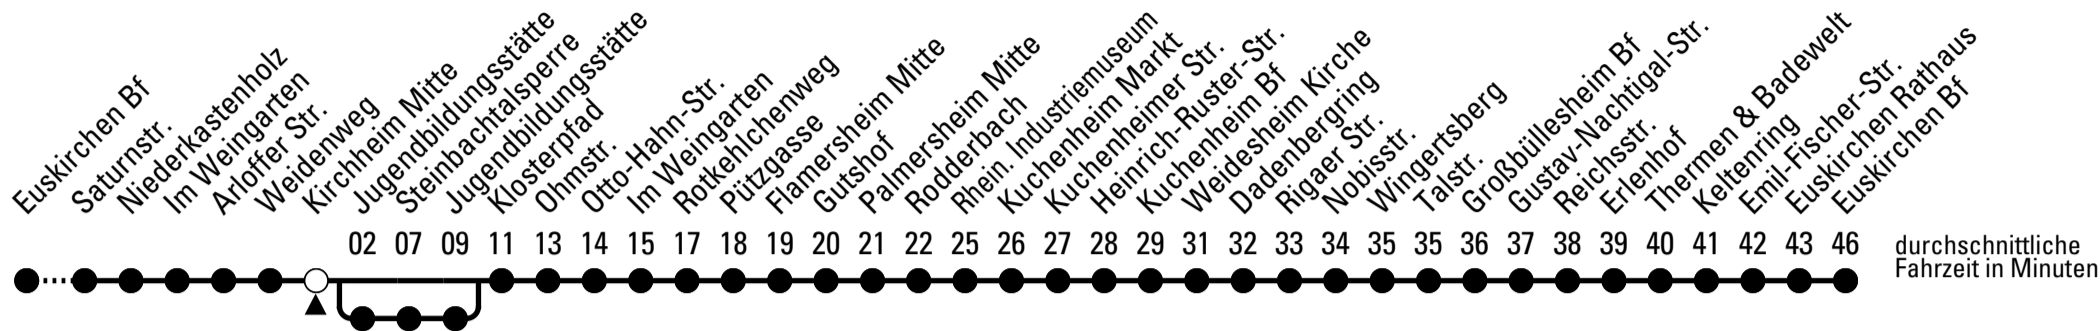 Euskirchen Bf
Saturnstr.
Niederkastenholz
Im Weingarten
Arloffer Str.
Weidenweg
Kirchheim Mitte
Jugendbildungsstätte
Steinbachtalsperre
Jugendbildungsstätte
Klosterpfad
Ohmstr.
Otto-Hahn-Str.
Im Weingarten
Rotkehlchenweg
Pützgasse
Flamersheim Mitte
Gutshof
Palmersheim Mitte
Rodderbach
Rhein. Industriemuseum
Kuchenheim Markt
Kuchenheimer Str.
Heinrich-Ruster-Str.
Kuchenheim Bf
Weidesheim Kirche
Dadenbergring
Rigaer Str.
Nobisstr.
Wingertsberg
Talstr.
Großbüllesheim Bf
Gustav-Nachtigal-Str.
Reichsstr.
Erlenhof
Thermen & Badewelt
Keltenring
Emil-Fischer-Str.
Euskirchen Rathaus
Euskirchen Bf
02 07 09 11 13 14 15 17 18 19 20 21 22 25 26 27 28 29 31 32 33 34 35 35 36 37 38 39 40 41 42 43 46
durchschnittliche
Fahrzeit in Minuten